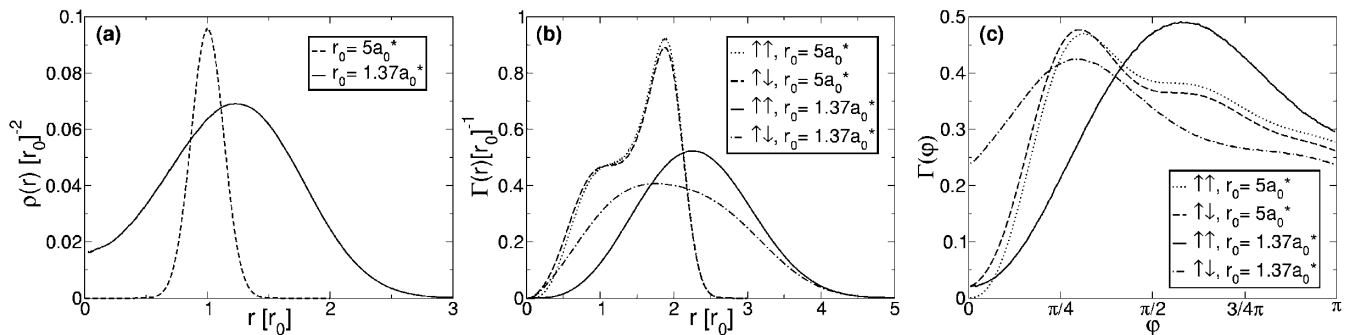 (a)
ρ(r) [r₀]⁻²
0.1
0.08
0.06
0.04
0.02
0
0
1
2
3
r [r₀]
r₀= 5a₀*
r₀= 1.37a₀*
(b)
Γ(r)[r₀]⁻¹
1
0.8
0.6
0.4
0.2
0
0
1
2
3
4
5
r [r₀]
↑↑, r₀= 5a₀*
↑↓, r₀= 5a₀*
↑↑, r₀= 1.37a₀*
↑↓, r₀= 1.37a₀*
(c)
Γ(φ)
0.5
0.4
0.3
0.2
0.1
0
0
π/4
π/2
3/4π
π
φ
↑↑, r₀= 5a₀*
↑↓, r₀= 5a₀*
↑↑, r₀= 1.37a₀*
↑↓, r₀= 1.37a₀*